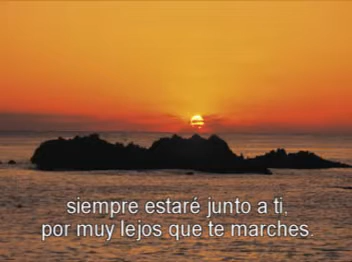 siempre estaré junto a ti,
por muy lejos que te marches.